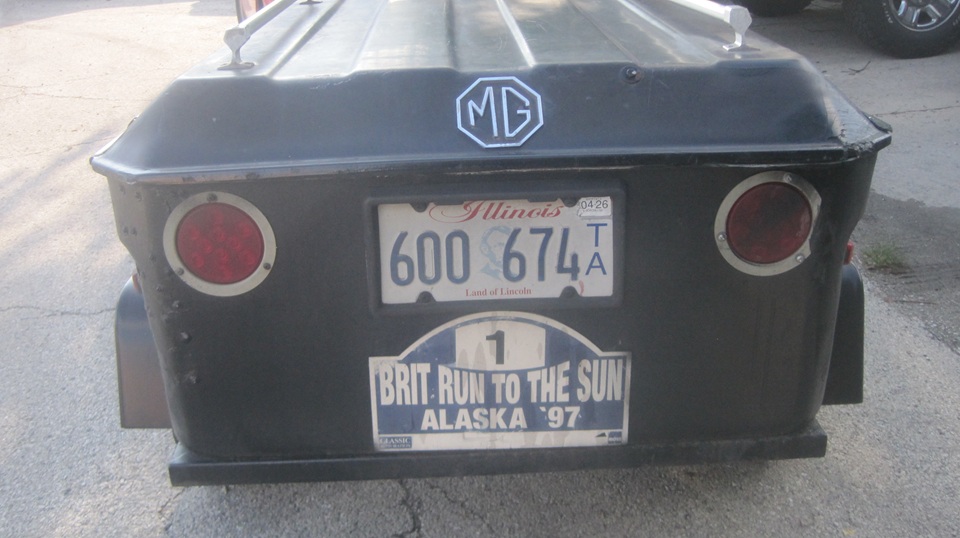 MG
Illinois 04 26
600 674 TA
Land of Lincoln
1
BRIT RUN TO THE SUN
ALASKA '97
CLASSIC